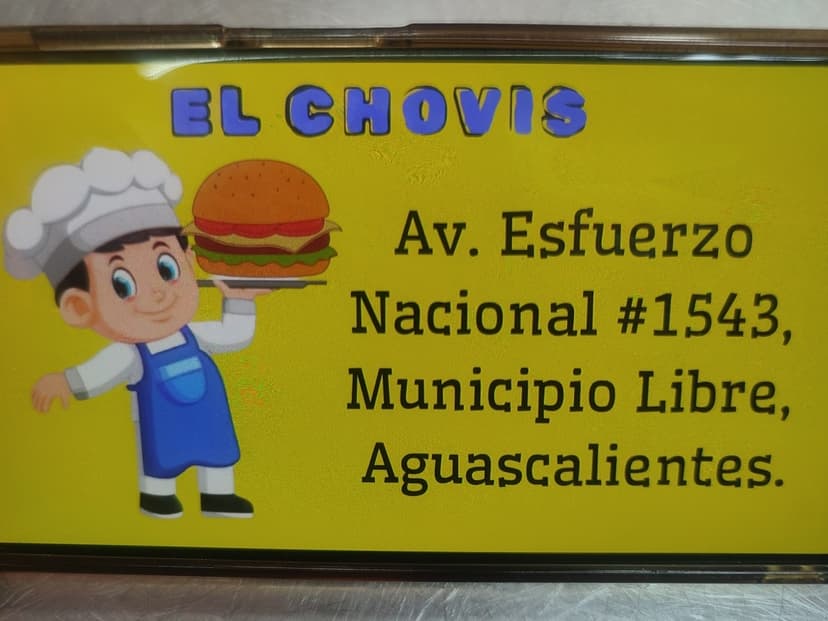 EL CHOVIS
Av. Esfuerzo
Nacional #1543,
Municipio Libre,
Aguascalientes.